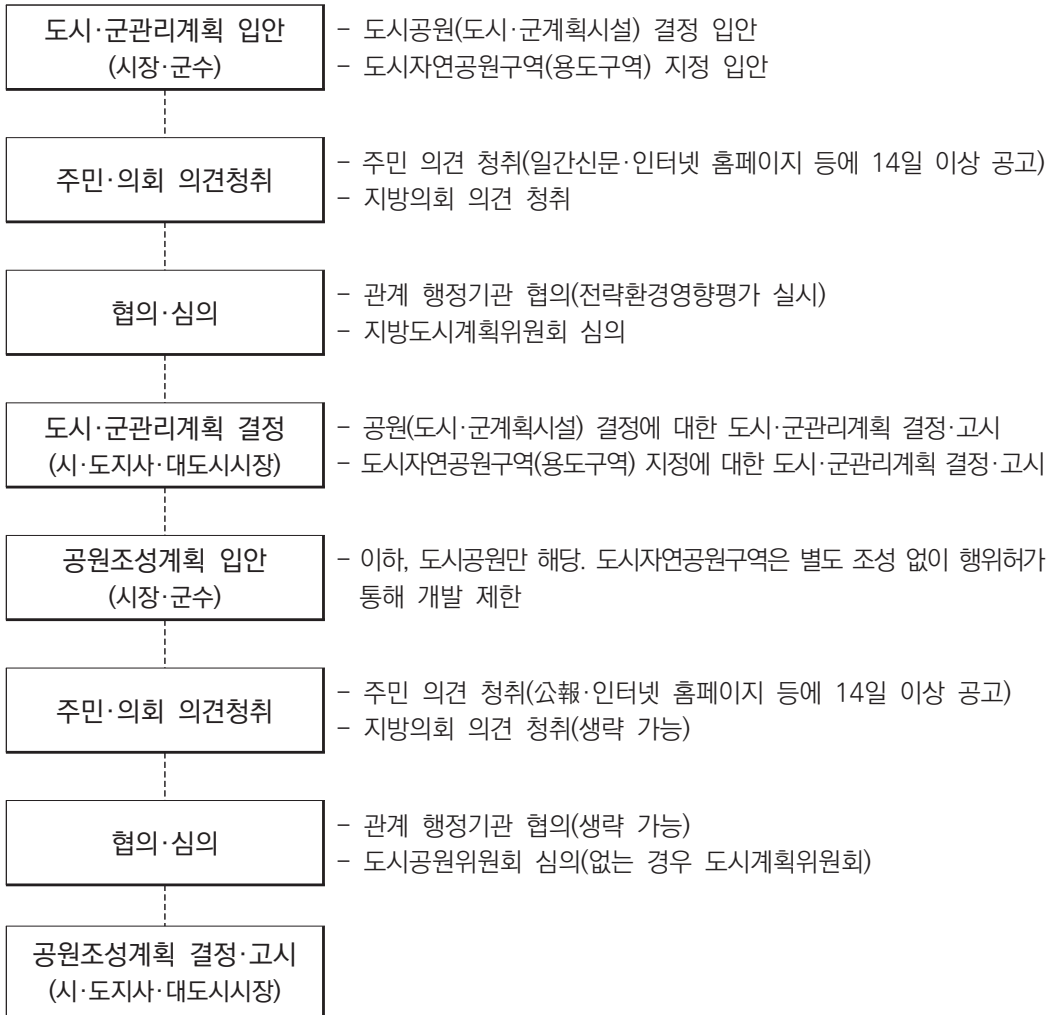 도시·군관리계획 입안
(시장·군수)
- 도시공원(도시·군계획시설) 결정 입안
- 도시자연공원구역(용도구역) 지정 입안
주민·의회 의견청취
- 주민 의견 청취(일간신문·인터넷 홈페이지 등에 14일 이상 공고)
- 지방의회 의견 청취
협의·심의
- 관계 행정기관 협의(전략환경영향평가 실시)
- 지방도시계획위원회 심의
도시·군관리계획 결정
(시·도지사·대도시시장)
- 공원(도시·군계획시설) 결정에 대한 도시·군관리계획 결정·고시
- 도시자연공원구역(용도구역) 지정에 대한 도시·군관리계획 결정·고시
공원조성계획 입안
(시장·군수)
- 이하, 도시공원만 해당. 도시자연공원구역은 별도 조성 없이 행위허가
통해 개발 제한
주민·의회 의견청취
- 주민 의견 청취(公報·인터넷 홈페이지 등에 14일 이상 공고)
- 지방의회 의견 청취(생략 가능)
협의·심의
- 관계 행정기관 협의(생략 가능)
- 도시공원위원회 심의(없는 경우 도시계획위원회)
공원조성계획 결정·고시
(시·도지사·대도시시장)